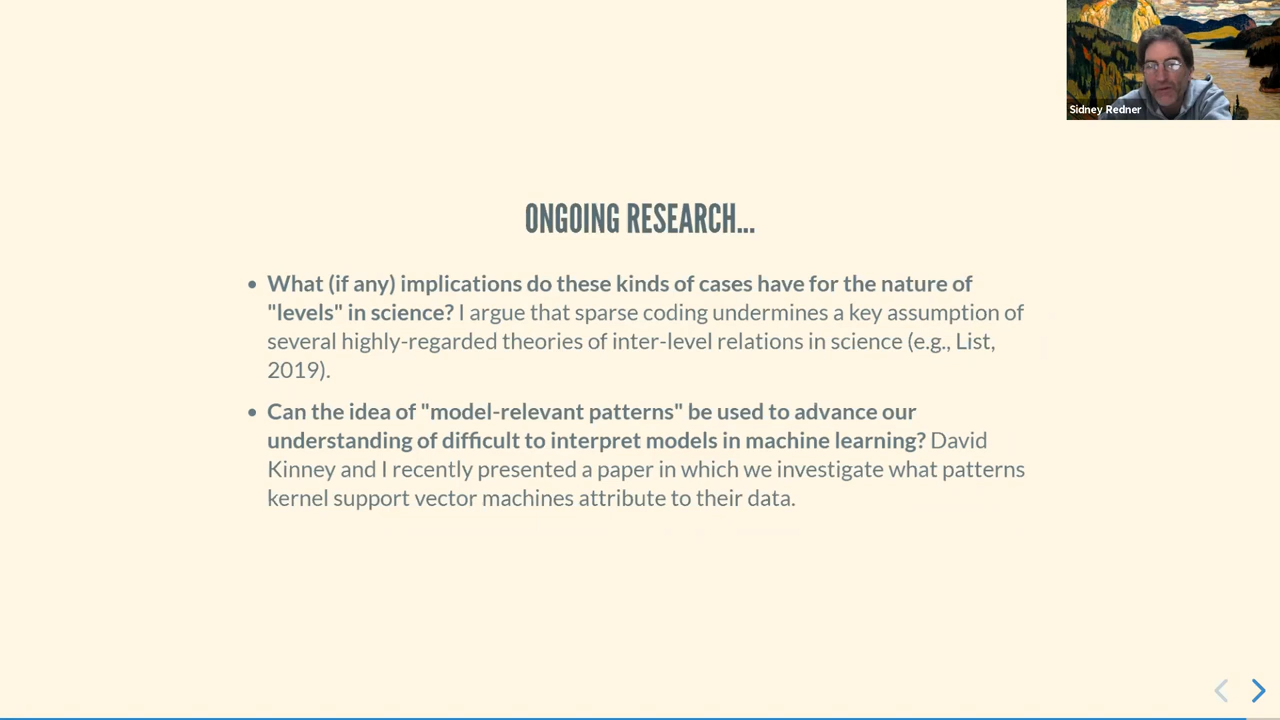 Sidney Redner
ONGOING RESEARCH...
• What (if any) implications do these kinds of cases have for the nature of
"levels" in science? I argue that sparse coding undermines a key assumption of
several highly-regarded theories of inter-level relations in science (e.g., List,
2019).
• Can the idea of "model-relevant patterns" be used to advance our
understanding of difficult to interpret models in machine learning? David
Kinney and I recently presented a paper in which we investigate what patterns
kernel support vector machines attribute to their data.